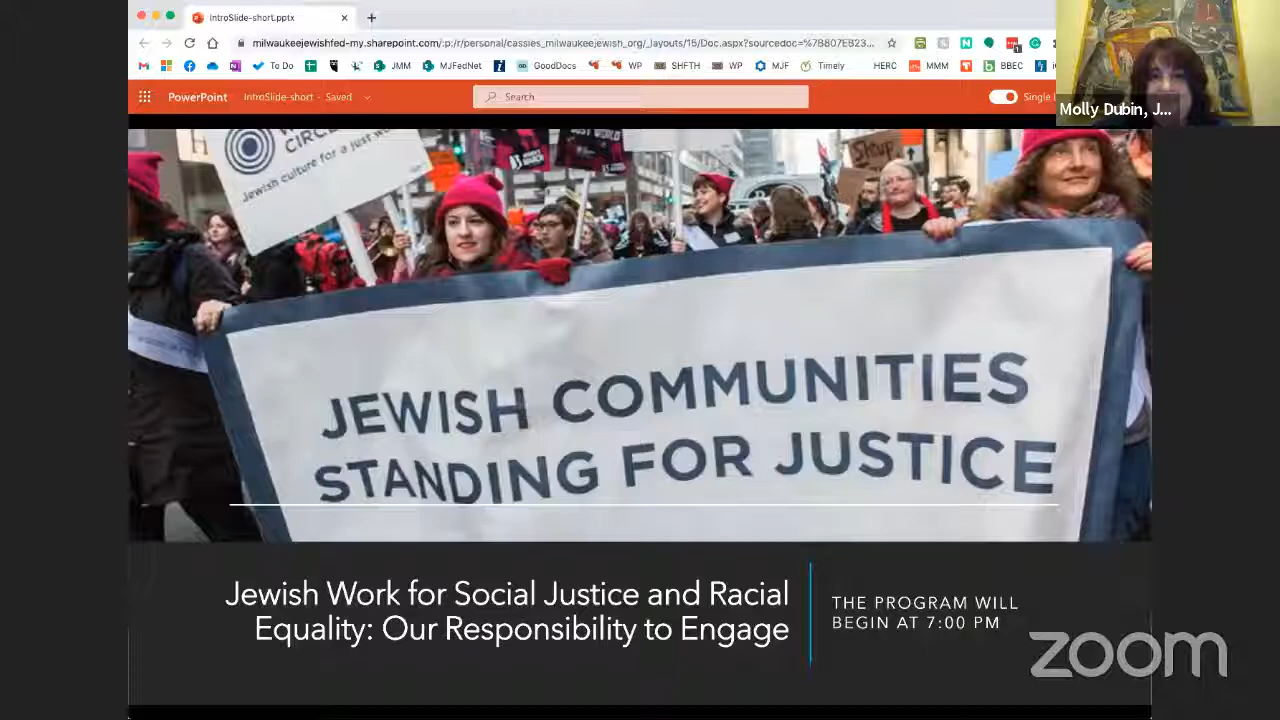 IntroSlide-short.pptx
milwaukeejewishfed-my.sharepoint.com/:p:/r/personal/cassies_milwaukeejewish_org/_layouts/15/Doc.aspx?sourcedoc=%7B807EB23...
To Do
JMM
MJFedNet
GoodDocs
WP
SHFTH
WP
MJF
Timely
HERC
MMM
BBEC
PowerPoint
IntroSlide-short - Saved
Search
Single
Molly Dubin, J...
CIRCLE
Jewish culture for a just
JUST WORLD
JEWISH COMMUNITIES
STANDING FOR JUSTICE
Jewish Work for Social Justice and Racial
Equality: Our Responsibility to Engage
THE PROGRAM WILL
BEGIN AT 7:00 PM
zoom